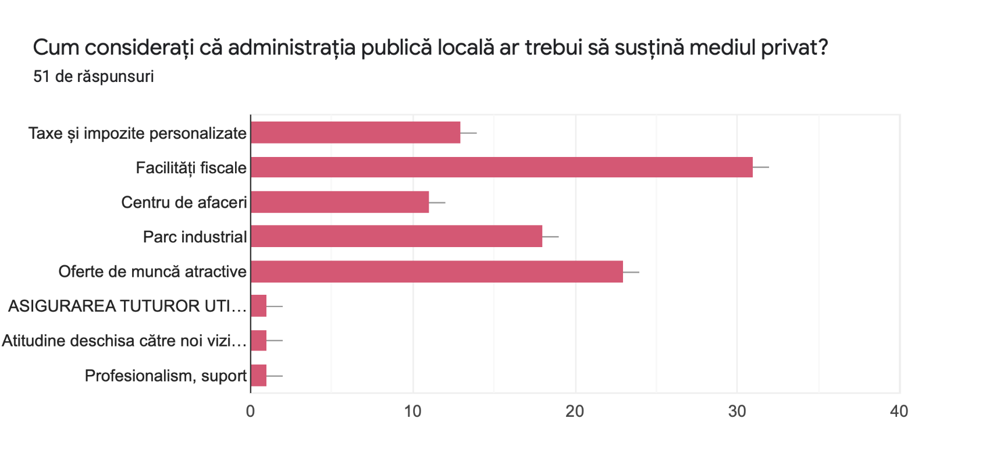 Cum considerați că administrația publică locală ar trebui să susțină mediul privat?
51 de răspunsuri
Taxe și impozite personalizate
Facilități fiscale
Centru de afaceri
Parc industrial
Oferte de muncă atractive
ASIGURAREA TUTUROR UTI…
Atitudine deschisa către noi vizi…
Profesionalism, suport
0 10 20 30 40